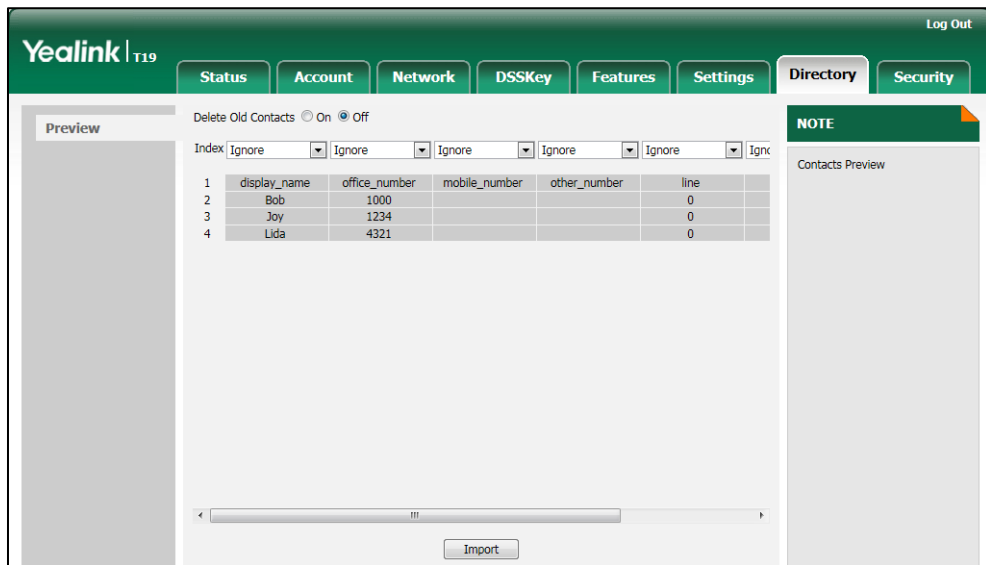 Log Out
Yealink | T19
Status Account Network DSSKey Features Settings Directory Security
Preview
Delete Old Contacts On Off
Index Ignore Ignore Ignore Ignore Ignore Igno
1 display_name office_number mobile_number other_number line
2 Bob 1000 0
3 Joy 1234 0
4 Lida 4321 0
Import
NOTE
Contacts Preview